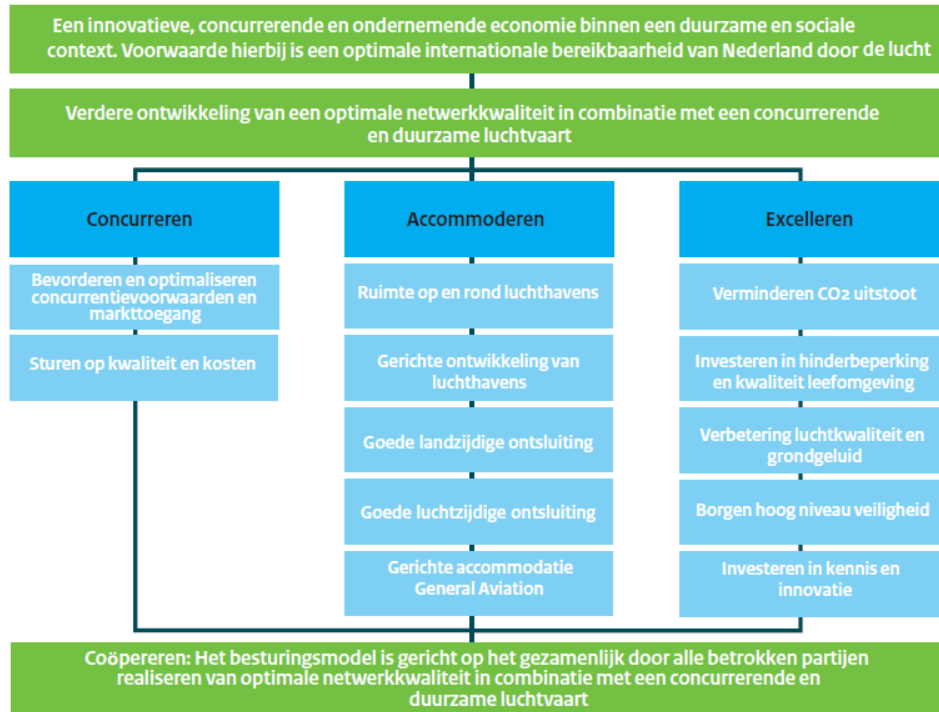 Een innovatieve, concurrerende en ondernemende economie binnen een duurzame en sociale
context. Voorwaarde hierbij is een optimale internationale bereikbaarheid van Nederland door de lucht
Verdere ontwikkeling van een optimale netwerkkwaliteit in combinatie met een concurrerende
en duurzame luchtvaart
Concurreren
Bevorderen en optimaliseren
concurrentievoorwaarden en
markttoegang
Sturen op kwaliteit en kosten
Accommoderen
Ruimte op en rond luchthavens
Gerichte ontwikkeling van
luchthavens
Goede landzijdige ontsluiting
Goede luchtzijdige ontsluiting
Gerichte accommodatie
General Aviation
Excelleren
Verminderen CO2 uitstoot
Investeren in hinderbeperking
en kwaliteit leefomgeving
Verbetering luchtkwaliteit en
grondgeluid
Borgen hoog niveau veiligheid
Investeren in kennis en
innovatie
Coöpereren: Het besturingsmodel is gericht op het gezamenlijk door alle betrokken partijen
realiseren van optimale netwerkkwaliteit in combinatie met een concurrerende en
duurzame luchtvaart